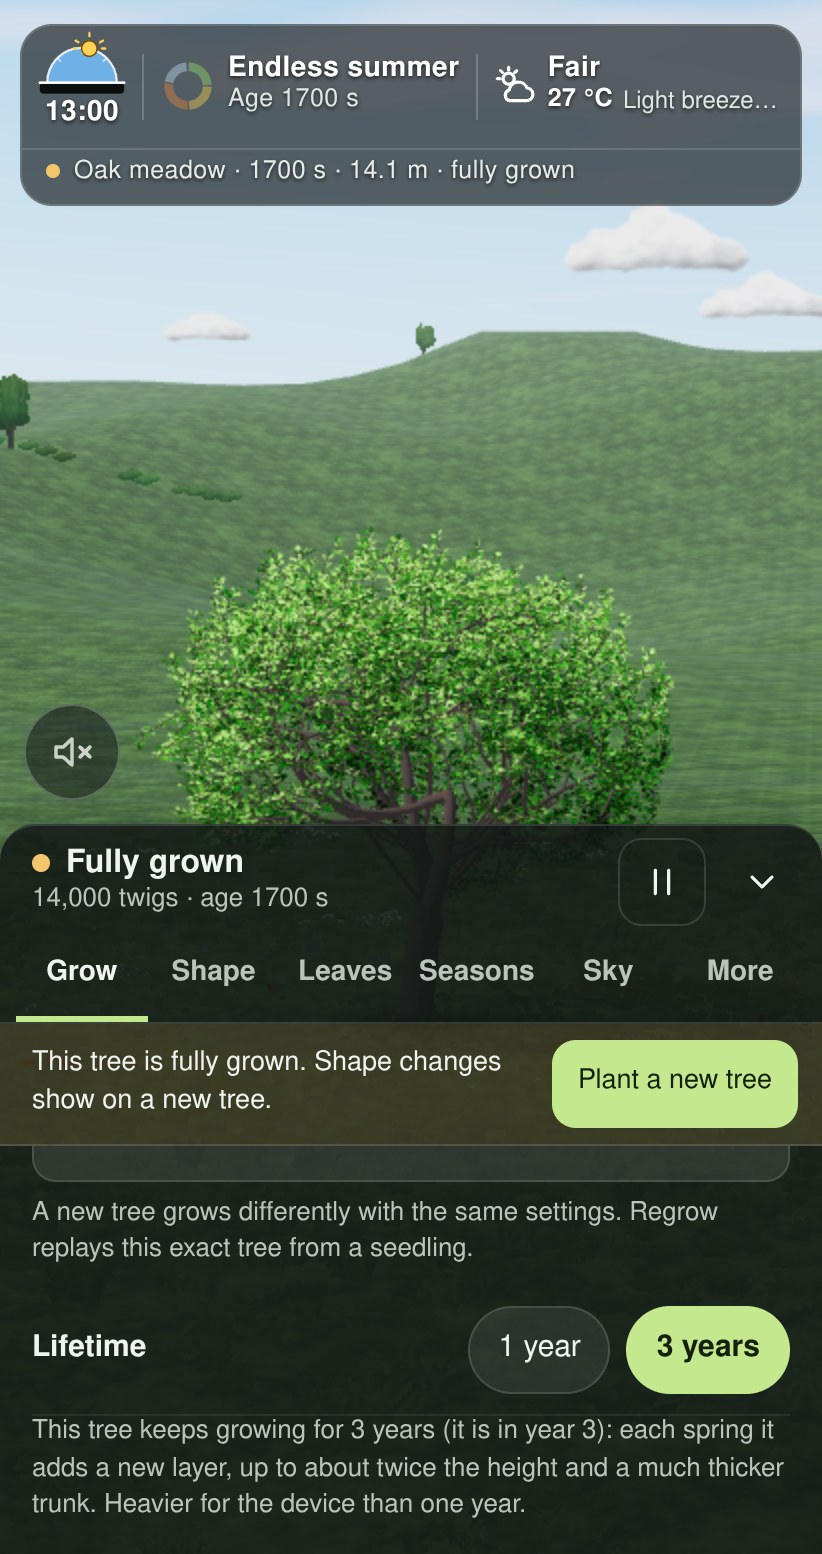 13:00
Endless summer
Age 1700 s
Fair
27 °C Light breeze…
Oak meadow · 1700 s · 14.1 m · fully grown
Fully grown
14,000 twigs · age 1700 s
Grow Shape Leaves Seasons Sky More
This tree is fully grown. Shape changes
show on a new tree.
Plant a new tree
A new tree grows differently with the same settings. Regrow
replays this exact tree from a seedling.
Lifetime
1 year
3 years
This tree keeps growing for 3 years (it is in year 3): each spring it
adds a new layer, up to about twice the height and a much thicker
trunk. Heavier for the device than one year.